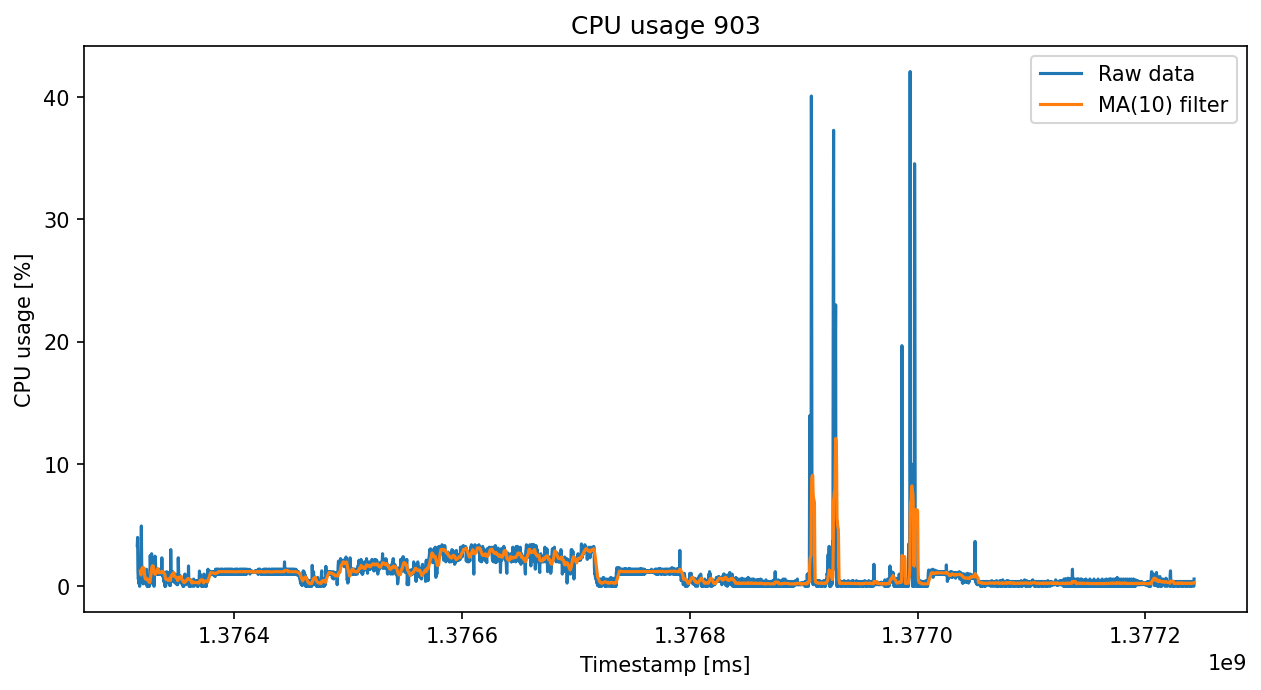 CPU usage 903
Raw data
MA(10) filter
CPU usage [%]
40
30
20
10
0
1.3764
1.3766
1.3768
1.3770
1.3772
1e9
Timestamp [ms]